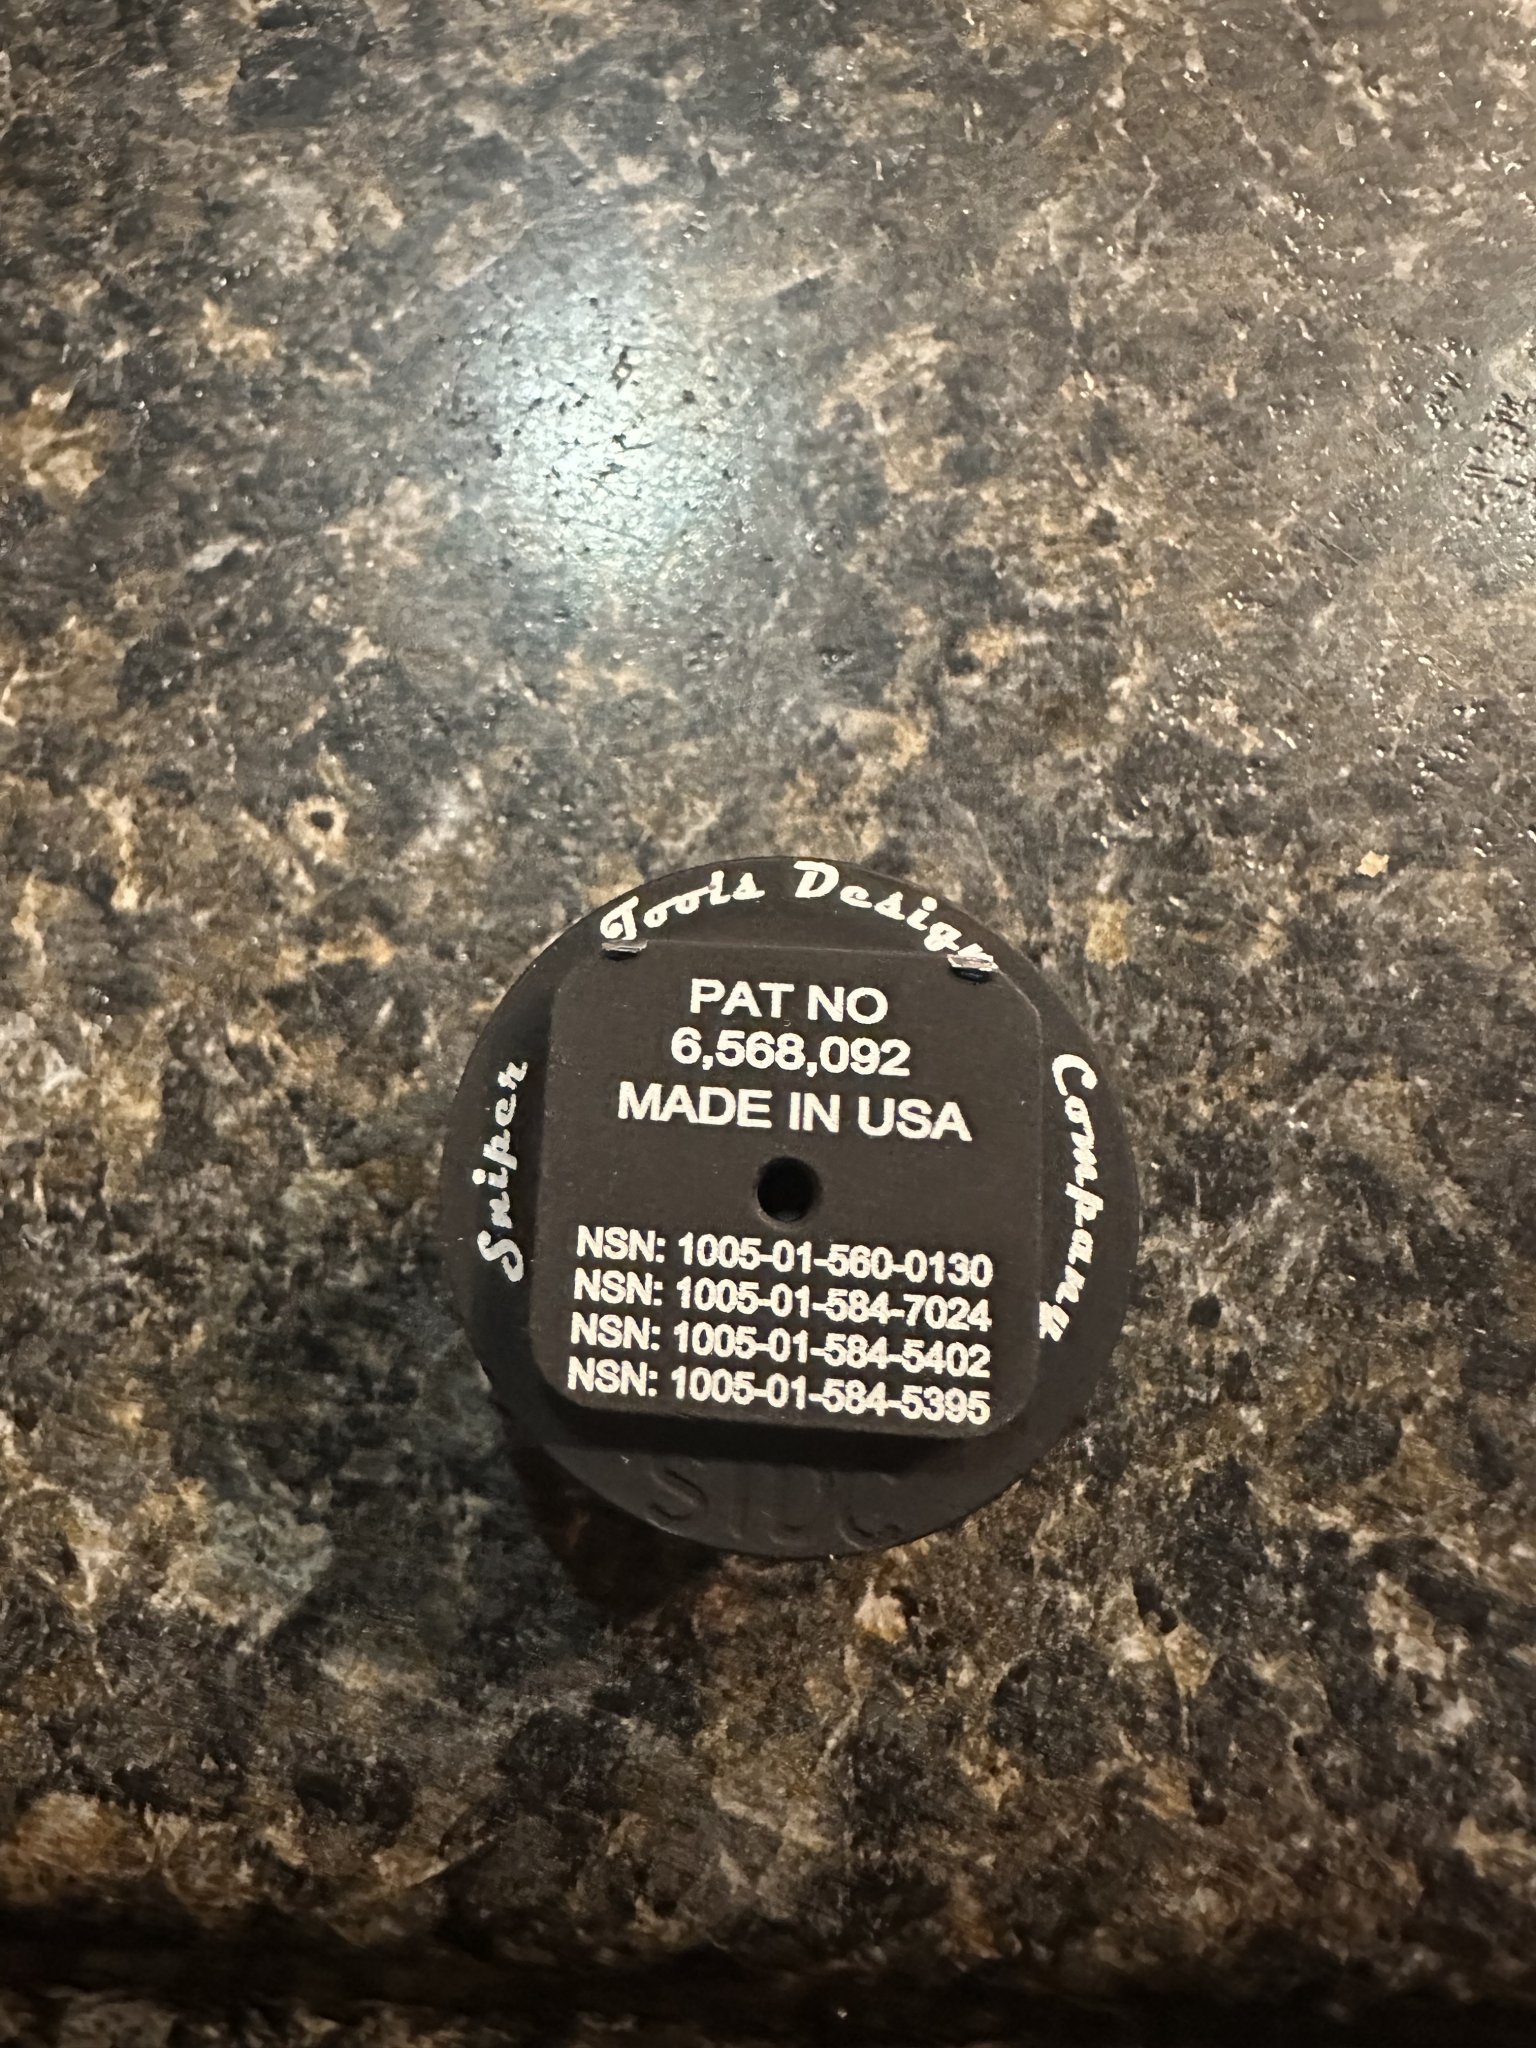 Sniper Tools Design Company
PAT NO
6,568,092
MADE IN USA
NSN: 1005-01-560-0130
NSN: 1005-01-584-7024
NSN: 1005-01-584-5402
NSN: 1005-01-584-5395